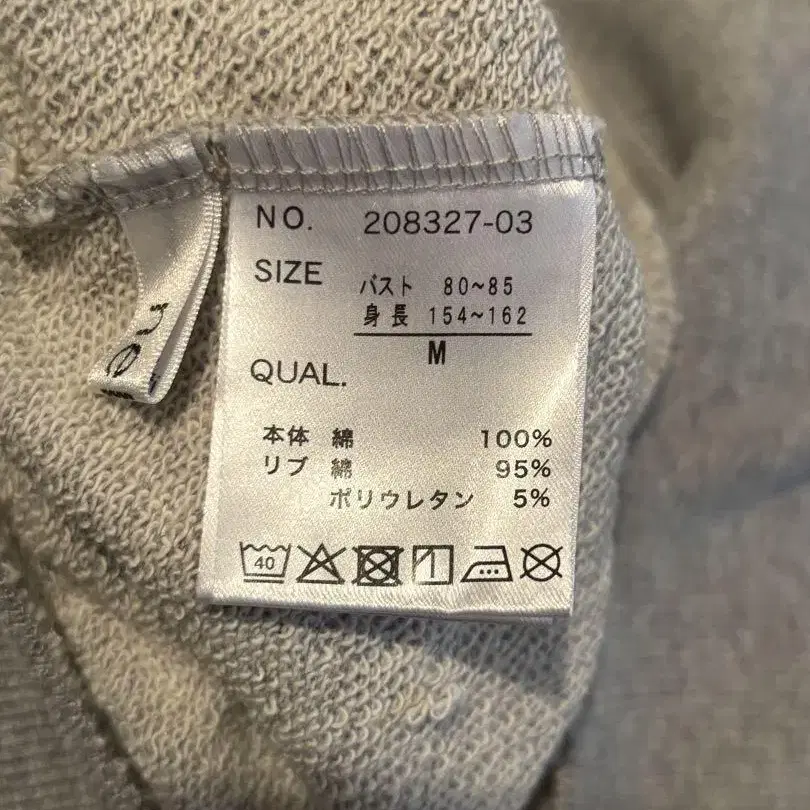 NO. 208327-03
SIZE
バスト 80~85
身長 154~162
M
QUAL.
本体 綿 100%
リブ 綿 95%
ポリウレタン 5%
40